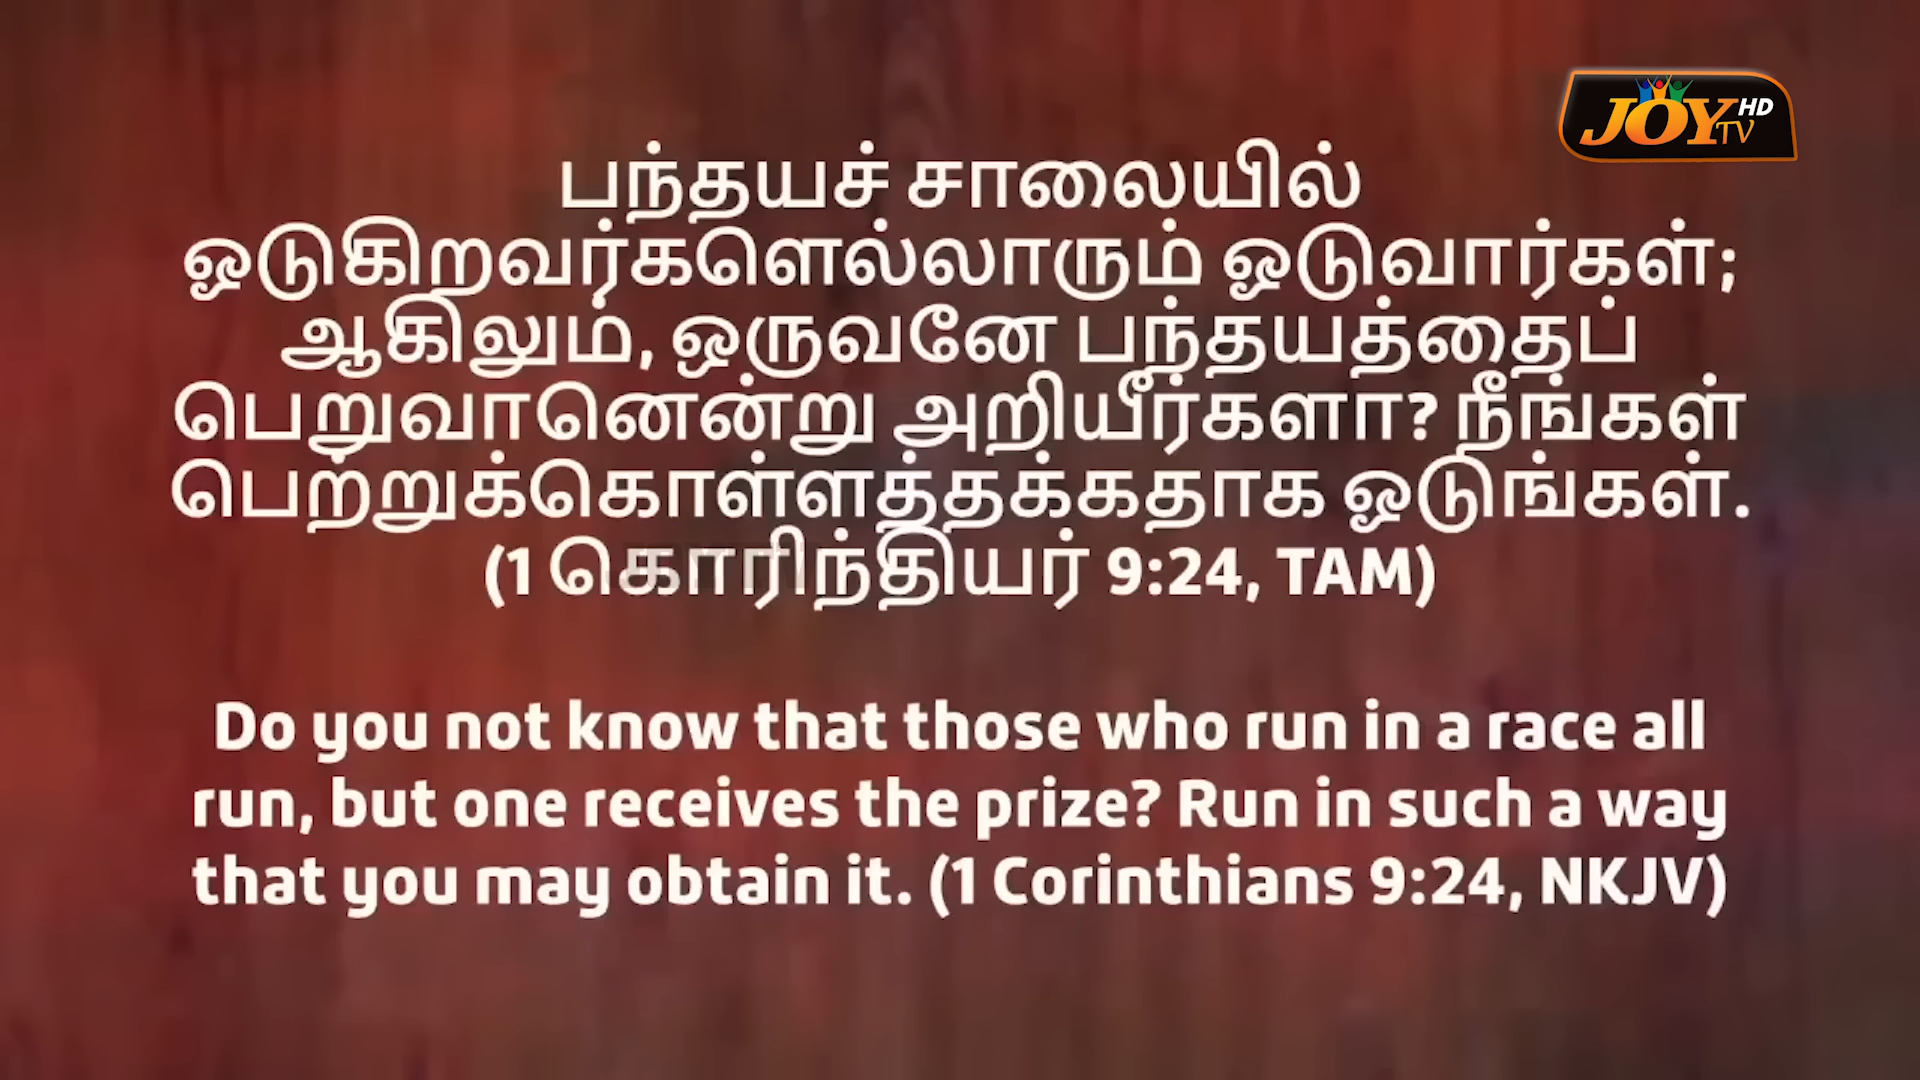 JOY TV HD
பந்தயச் சாலையில்
ஓடுகிறவர்களெல்லாரும் ஓடுவார்கள்;
ஆகிலும், ஒருவனே பந்தயத்தைப்
பெறுவானென்று அறியீர்களா? நீங்கள்
பெற்றுக்கொள்ளத்தக்கதாக ஓடுங்கள்.
(1 கொரிந்தியர் 9:24, TAM)
Do you not know that those who run in a race all
run, but one receives the prize? Run in such a way
that you may obtain it. (1 Corinthians 9:24, NKJV)